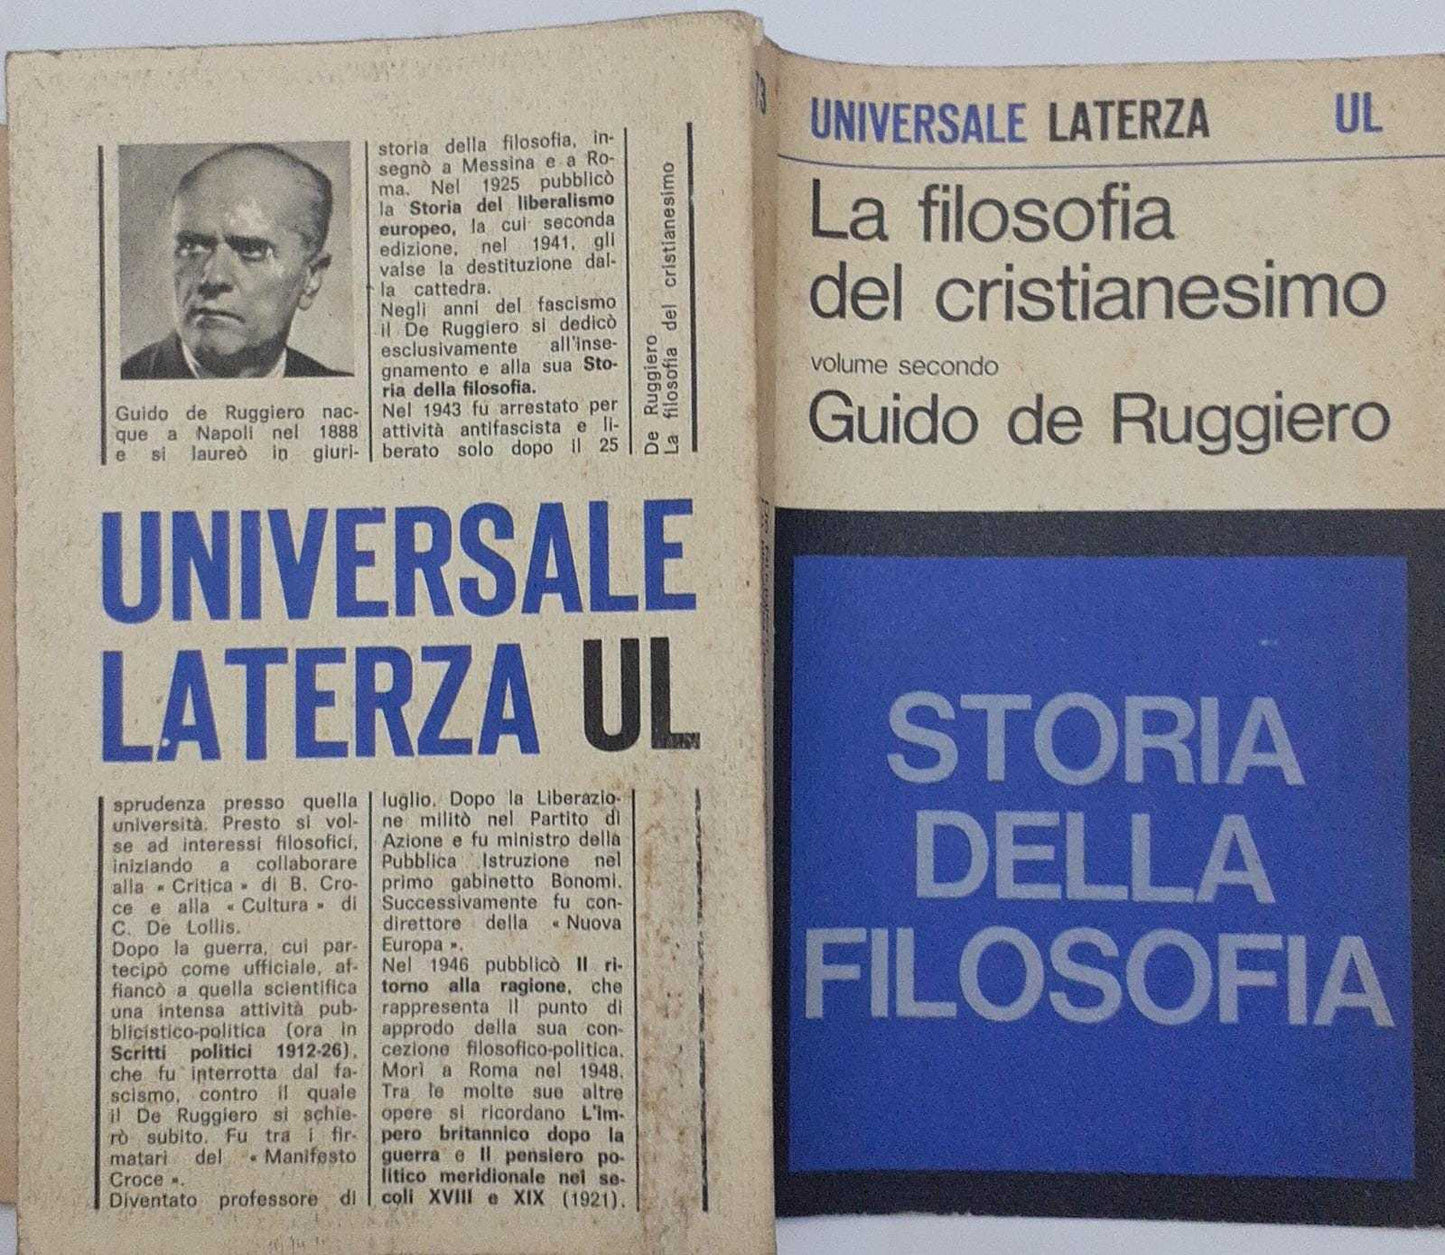 Guido de Ruggiero nac-
que a Napoli nel 1888
e si laureò in giuri-
sprudenza presso quella
università. Presto si vol-
se ad interessi filosofici,
iniziando a collaborare
alla « Critica » di B. Cro-
ce e alla « Cultura » di
C. De Lollis.
Dopo la guerra, cui par-
tecipò come ufficiale, af-
fiancò a quella scientifica
una intensa attività pub-
blicistico-politica (ora in
Scritti politici 1912-26),
che fu interrotta dal fa-
scismo, contro il quale
il De Ruggiero si schie-
rò subito. Fu tra i fir-
matari del « Manifesto
Croce ».
Diventato professore di
storia della filosofia, in-
segnò a Messina e a Ro-
ma. Nel 1925 pubblicò
la Storia del liberalismo
europeo, la cui seconda
edizione, nel 1941, gli
valse la destituzione dal-
la cattedra.
Negli anni del fascismo
il De Ruggiero si dedicò
esclusivamente all'inse-
gnamento e alla sua Sto-
ria della filosofia.
Nel 1943 fu arrestato per
attività antifascista e li-
berato solo dopo il 25
luglio. Dopo la Liberazio-
ne militò nel Partito di
Azione e fu ministro della
Pubblica Istruzione nel
primo gabinetto Bonomi.
Successivamente fu con-
direttore della « Nuova
Europa ».
Nel 1946 pubblicò Il ri-
torno alla ragione, che
rappresenta il punto di
approdo della sua con-
cezione filosofico-politica.
Morì a Roma nel 1948.
Tra le molte sue altre
opere si ricordano L'im-
pero britannico dopo la
guerra e Il pensiero po-
litico meridionale nei se-
coli XVIII e XIX (1921).
De Ruggiero
La filosofia del cristianesimo
UNIVERSALE
LATERZA UL
73
UNIVERSALE LATERZA UL
La filosofia
del cristianesimo
volume secondo
Guido de Ruggiero
STORIA
DELLA
FILOSOFIA